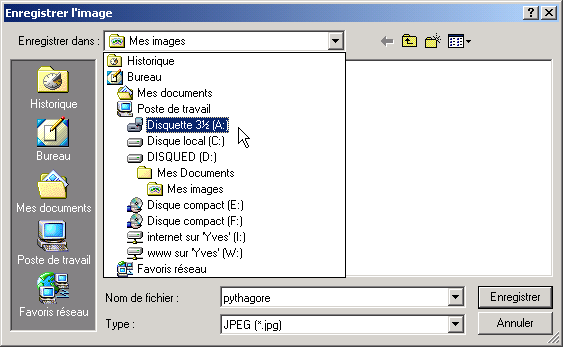 Enregistrer l'image
Enregistrer dans : Mes images
Historique
Bureau
Mes documents
Poste de travail
Disquette 3½ (A:)
Disque local (C:)
DISQUED (D:)
Mes Documents
Mes images
Disque compact (E:)
Disque compact (F:)
internet sur 'Yves' (I:)
www sur 'Yves' (W:)
Favoris réseau
Historique
Bureau
Mes documents
Poste de travail
Favoris réseau
Nom de fichier : pythagore Enregistrer
Type : JPEG (*.jpg) Annuler